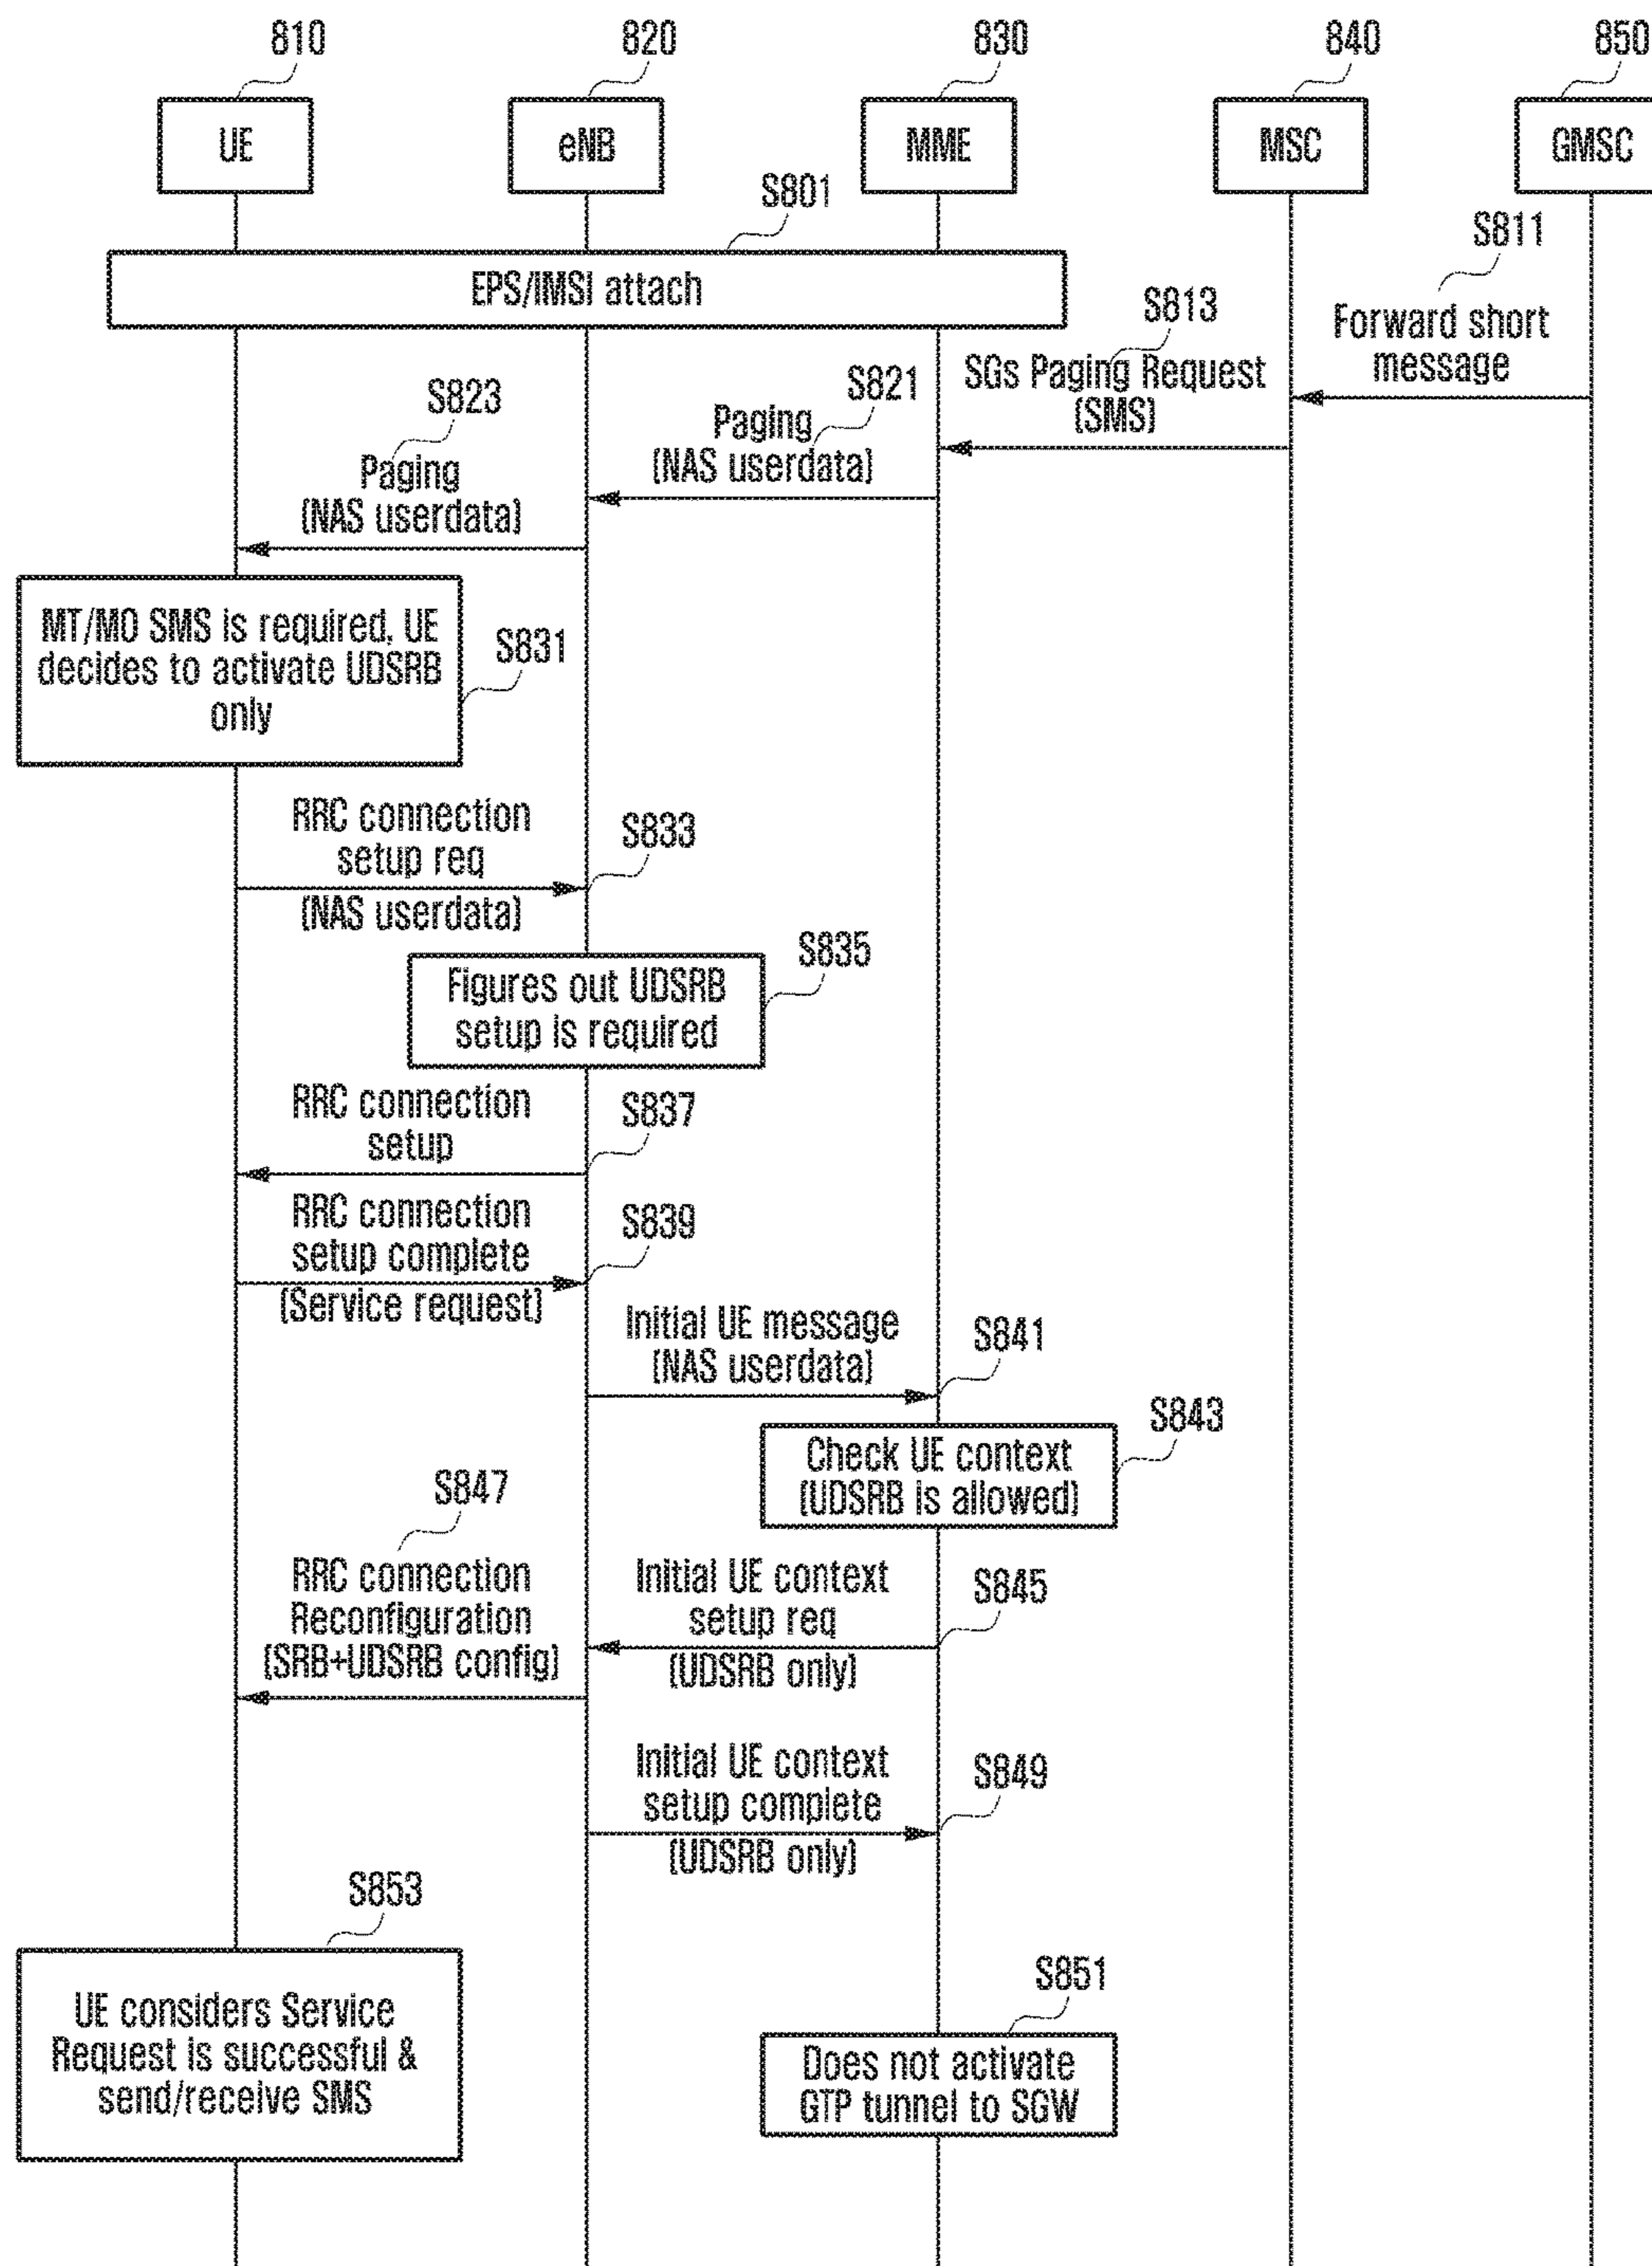 810
820
830
840
850
UE
eNB
MME
MSC
GMSC
S801
EPS/IMSI attach
S811
Forward short
message
S813
SGs Paging Request
(SMS)
S821
Paging
(NAS userdata)
S823
Paging
(NAS userdata)
MT/MO SMS is required, UE
decides to activate UDSRB
only
S831
RRC connection
setup req
(NAS userdata)
S833
Figures out UDSRB
setup is required
S835
RRC connection
setup
S837
RRC connection
setup complete
(Service request)
S839
Initial UE message
(NAS userdata)
S841
Check UE context
(UDSRB is allowed)
S843
Initial UE context
setup req
(UDSRB only)
S845
S847
RRC connection
Reconfiguration
(SRB+UDSRB config)
Initial UE context
setup complete
(UDSRB only)
S849
S853
UE considers Service
Request is successful &
send/receive SMS
S851
Does not activate
GTP tunnel to SGW